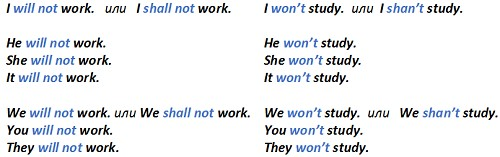 I will not work. или I shall not work. I won't study. или I shan't study.
He will not work. He won't study.
She will not work. She won't study.
It will not work. It won't study.
We will not work. или We shall not work. We won't study. или We shan't study.
You will not work. You won't study.
They will not work. They won't study.